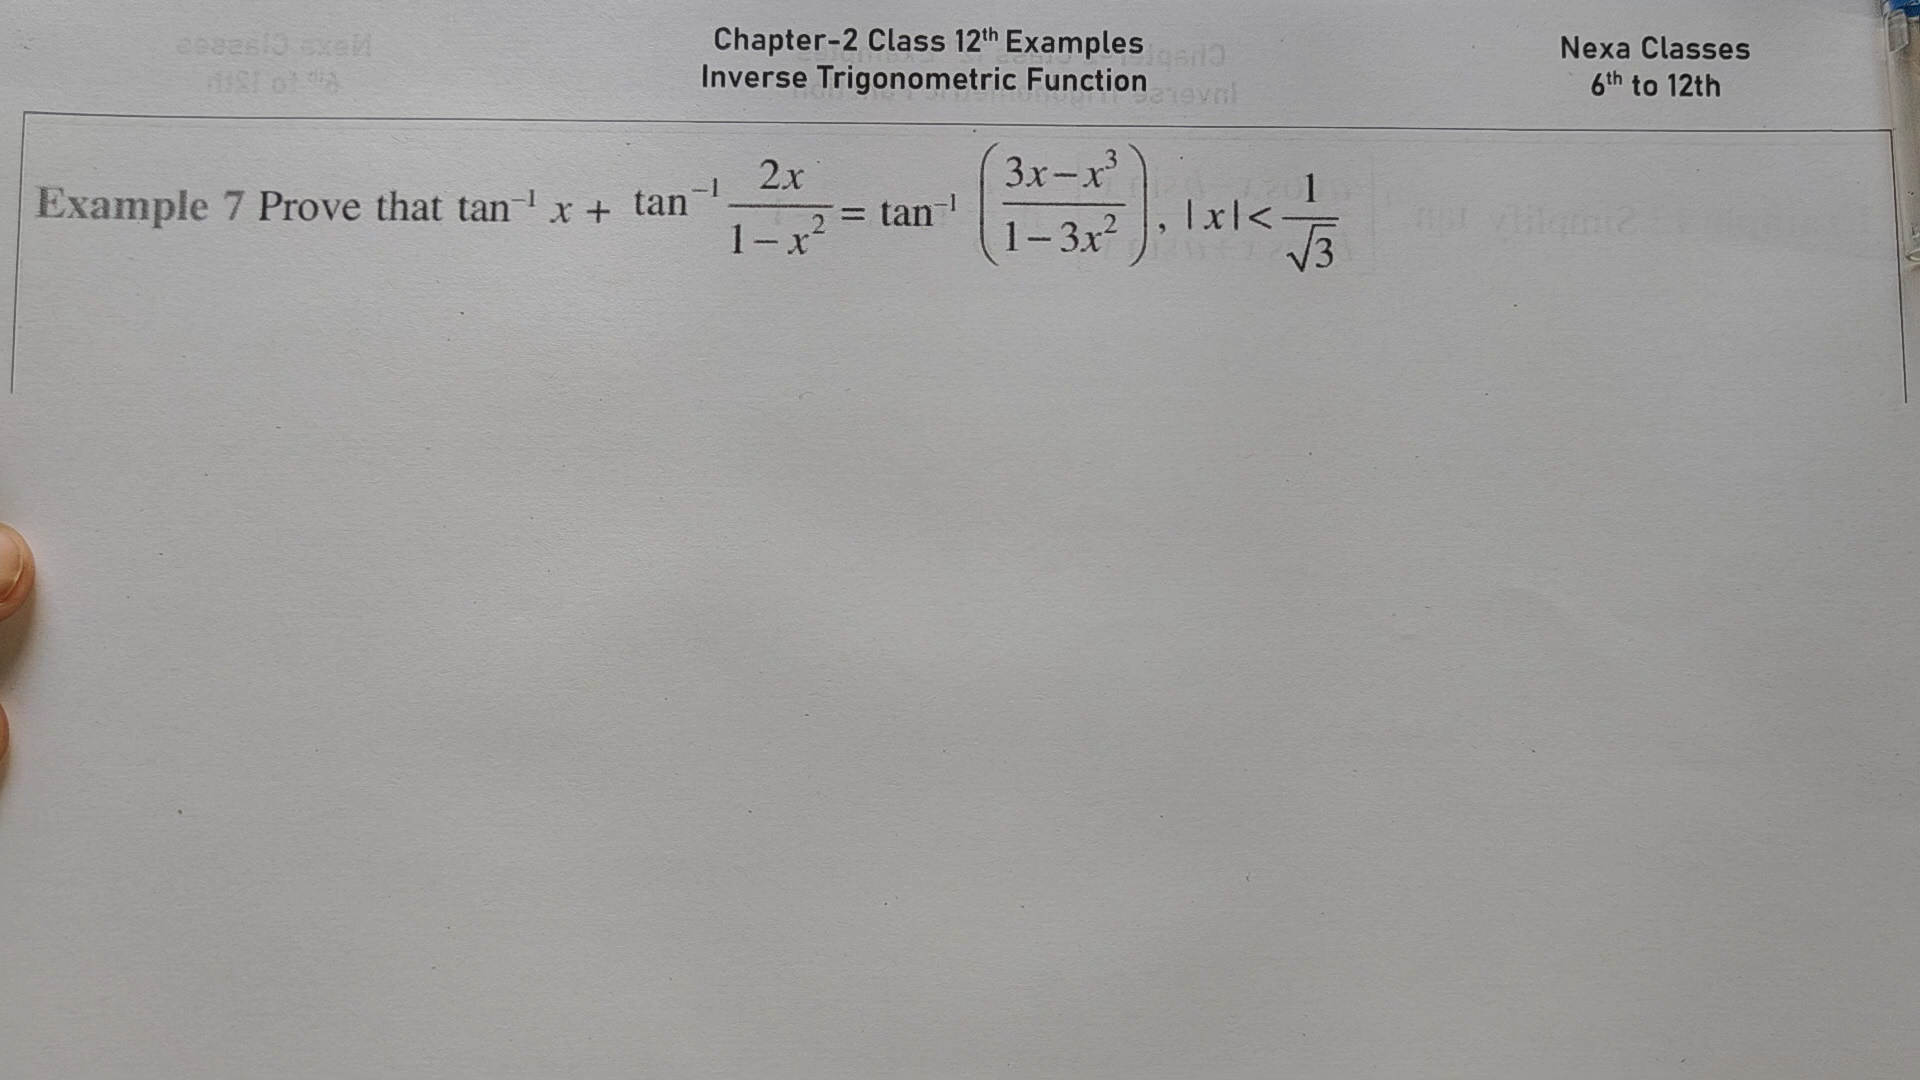 Chapter-2 Class 12th Examples
Inverse Trigonometric Function
Nexa Classes
6th to 12th
Example 7 Prove that tan⁻¹ x + tan⁻¹ 2x/(1 – x²) = tan⁻¹ ((3x – x³)/(1 – 3x²)), |x| < 1/√3